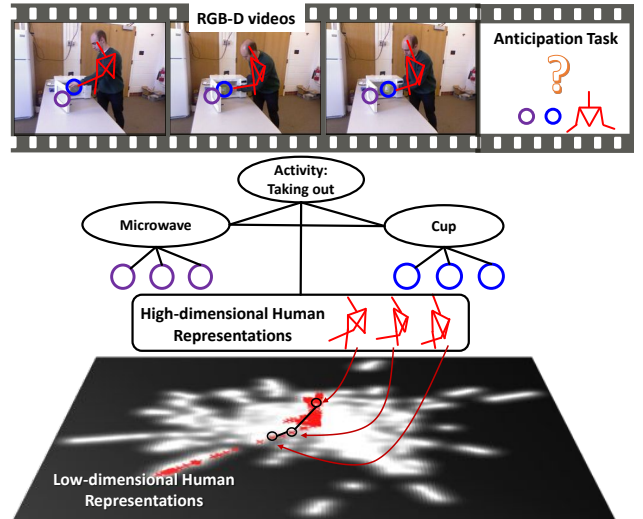 RGB-D videos
Anticipation Task
?
Activity:
Taking out
Microwave
Cup
High-dimensional Human
Representations
Low-dimensional Human
Representations